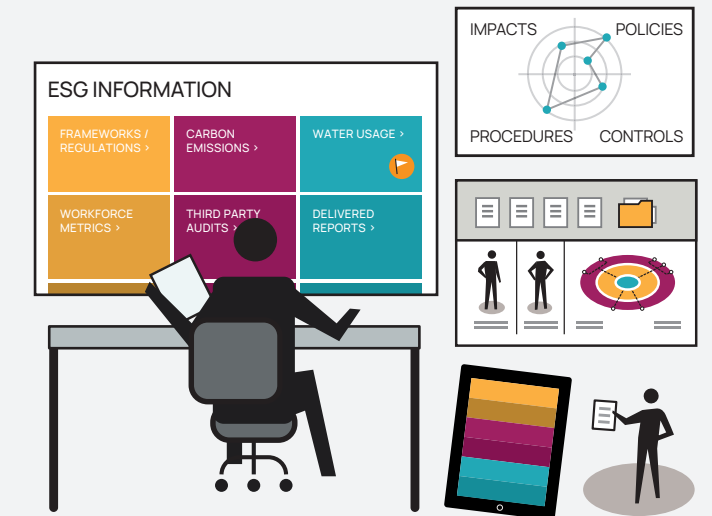 ESG INFORMATION
FRAMEWORKS /
REGULATIONS ›
CARBON
EMISSIONS ›
WATER USAGE ›
WORKFORCE
METRICS ›
THIRD PARTY
AUDITS ›
DELIVERED
REPORTS ›
IMPACTS
POLICIES
PROCEDURES
CONTROLS